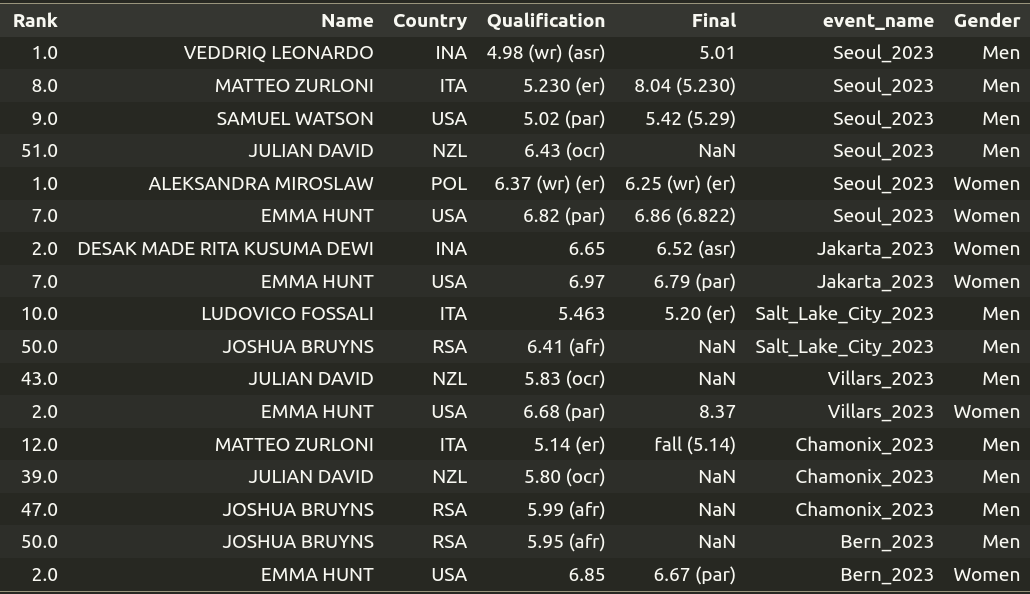 Rank Name Country Qualification Final event_name Gender
1.0 VEDDRIQ LEONARDO INA 4.98 (wr) (asr) 5.01 Seoul_2023 Men
8.0 MATTEO ZURLONI ITA 5.230 (er) 8.04 (5.230) Seoul_2023 Men
9.0 SAMUEL WATSON USA 5.02 (par) 5.42 (5.29) Seoul_2023 Men
51.0 JULIAN DAVID NZL 6.43 (ocr) NaN Seoul_2023 Men
1.0 ALEKSANDRA MIROSLAW POL 6.37 (wr) (er) 6.25 (wr) (er) Seoul_2023 Women
7.0 EMMA HUNT USA 6.82 (par) 6.86 (6.822) Seoul_2023 Women
2.0 DESAK MADE RITA KUSUMA DEWI INA 6.65 6.52 (asr) Jakarta_2023 Women
7.0 EMMA HUNT USA 6.97 6.79 (par) Jakarta_2023 Women
10.0 LUDOVICO FOSSALI ITA 5.463 5.20 (er) Salt_Lake_City_2023 Men
50.0 JOSHUA BRUYNS RSA 6.41 (afr) NaN Salt_Lake_City_2023 Men
43.0 JULIAN DAVID NZL 5.83 (ocr) NaN Villars_2023 Men
2.0 EMMA HUNT USA 6.68 (par) 8.37 Villars_2023 Women
12.0 MATTEO ZURLONI ITA 5.14 (er) fall (5.14) Chamonix_2023 Men
39.0 JULIAN DAVID NZL 5.80 (ocr) NaN Chamonix_2023 Men
47.0 JOSHUA BRUYNS RSA 5.99 (afr) NaN Chamonix_2023 Men
50.0 JOSHUA BRUYNS RSA 5.95 (afr) NaN Bern_2023 Men
2.0 EMMA HUNT USA 6.85 6.67 (par) Bern_2023 Women